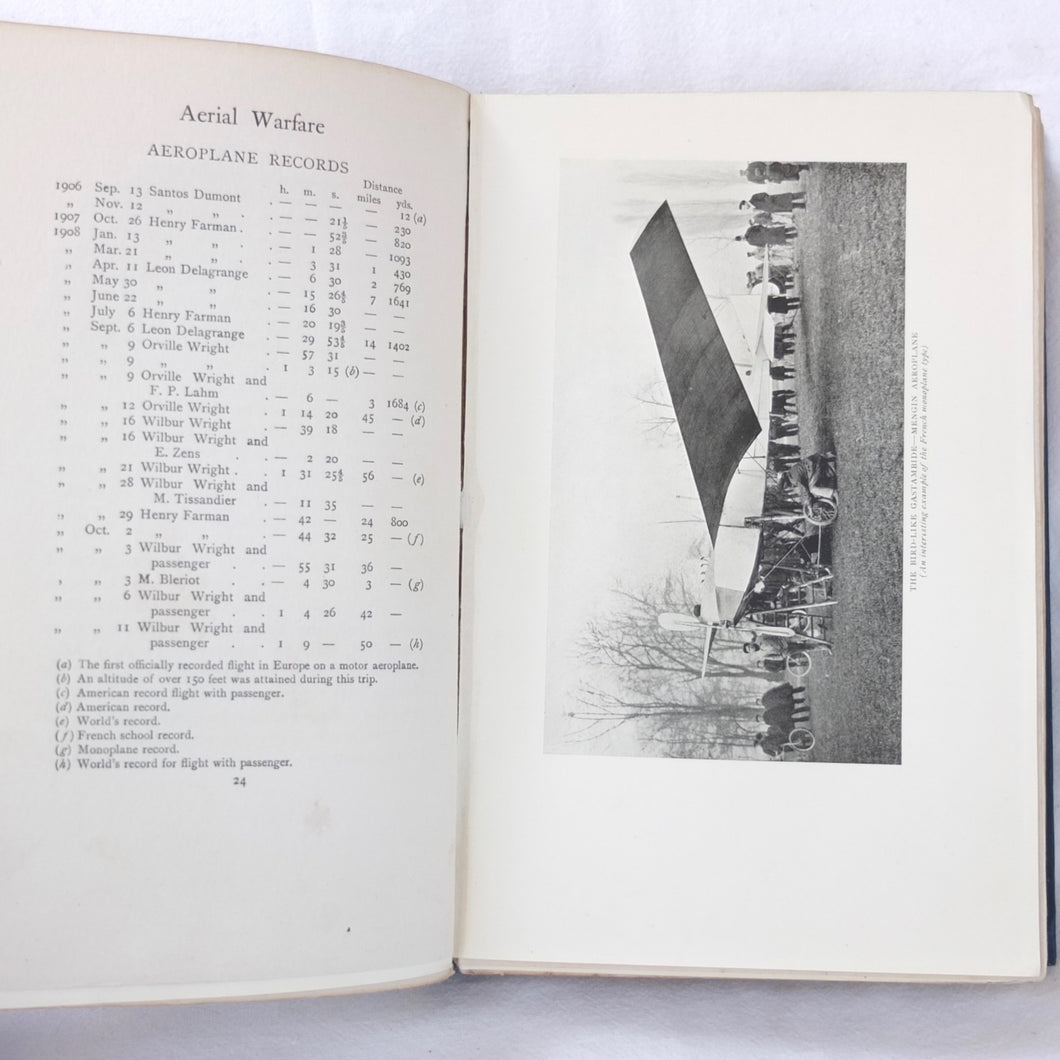 Aerial Warfare
AEROPLANE RECORDS
Distance
h. m. s. miles yds.
1906 Sep. 13 Santos Dumont . — — — — 12 (a)
„ Nov. 12 „ „ . — — 21⅕ — 230
1907 Oct. 26 Henry Farman . — — 52⅗ — 820
1908 Jan. 13 „ „ . — 1 28 — 1093
„ Mar. 21 „ „ . — 3 31 1 430
„ Apr. 11 Leon Delagrange . — 6 30 2 769
„ May 30 „ „ — 15 26⅘ 7 1641
„ June 22 „ „ — 16 30
„ July 6 Henry Farman . — 20 19⅗
„ Sept. 6 Leon Delagrange . — 29 53⅘ 14 1402
„ „ 9 Orville Wright . — 57 31 — —
„ „ 9 „ „ . 1 3 15 (b) — —
„ „ 9 Orville Wright and
F. P. Lahm . — 6 — 3 1684 (c)
„ „ 12 Orville Wright . 1 14 20 45 — (d)
„ „ 16 Wilbur Wright . — 39 18 — —
„ „ 16 Wilbur Wright and
E. Zens . . — 2 20 — —
„ „ 21 Wilbur Wright . . 1 31 25⅘ 56 — (e)
„ „ 28 Wilbur Wright and
M. Tissandier . — 11 35 — —
„ „ 29 Henry Farman . — 42 — 24 800
„ Oct. 2 „ „ . — 44 32 25 — (f)
„ „ 3 Wilbur Wright and
passenger . . — 55 31 36 —
„ „ 3 M. Bleriot . . — 4 30 3 — (g)
„ „ 6 Wilbur Wright and
passenger . . 1 4 26 42 —
„ „ 11 Wilbur Wright and
passenger . . 1 9 — 50 — (h)
(a) The first officially recorded flight in Europe on a motor aeroplane.
(b) An altitude of over 150 feet was attained during this trip.
(c) American record flight with passenger.
(d) American record.
(e) World's record.
(f) French school record.
(g) Monoplane record.
(h) World's record for flight with passenger.
24
THE BIRD-LIKE GASTAMBIDE—MENGIN AEROPLANE
(An interesting example of the French monoplane type)